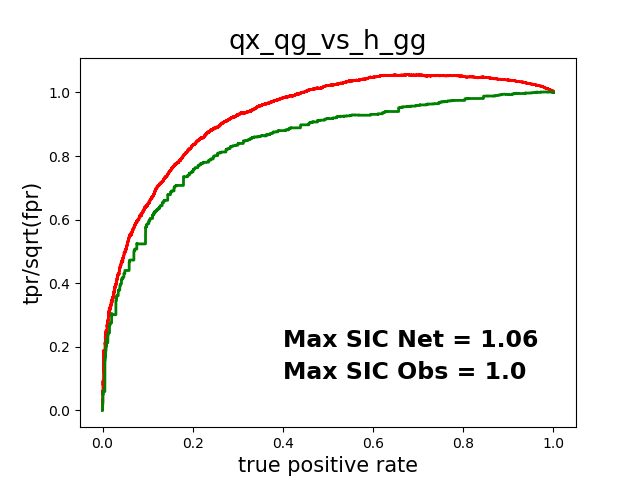 qx_qg_vs_h_gg
tpr/sqrt(fpr)
1.0
0.8
0.6
0.4
0.2
0.0
Max SIC Net = 1.06
Max SIC Obs = 1.0
0.0 0.2 0.4 0.6 0.8 1.0
true positive rate